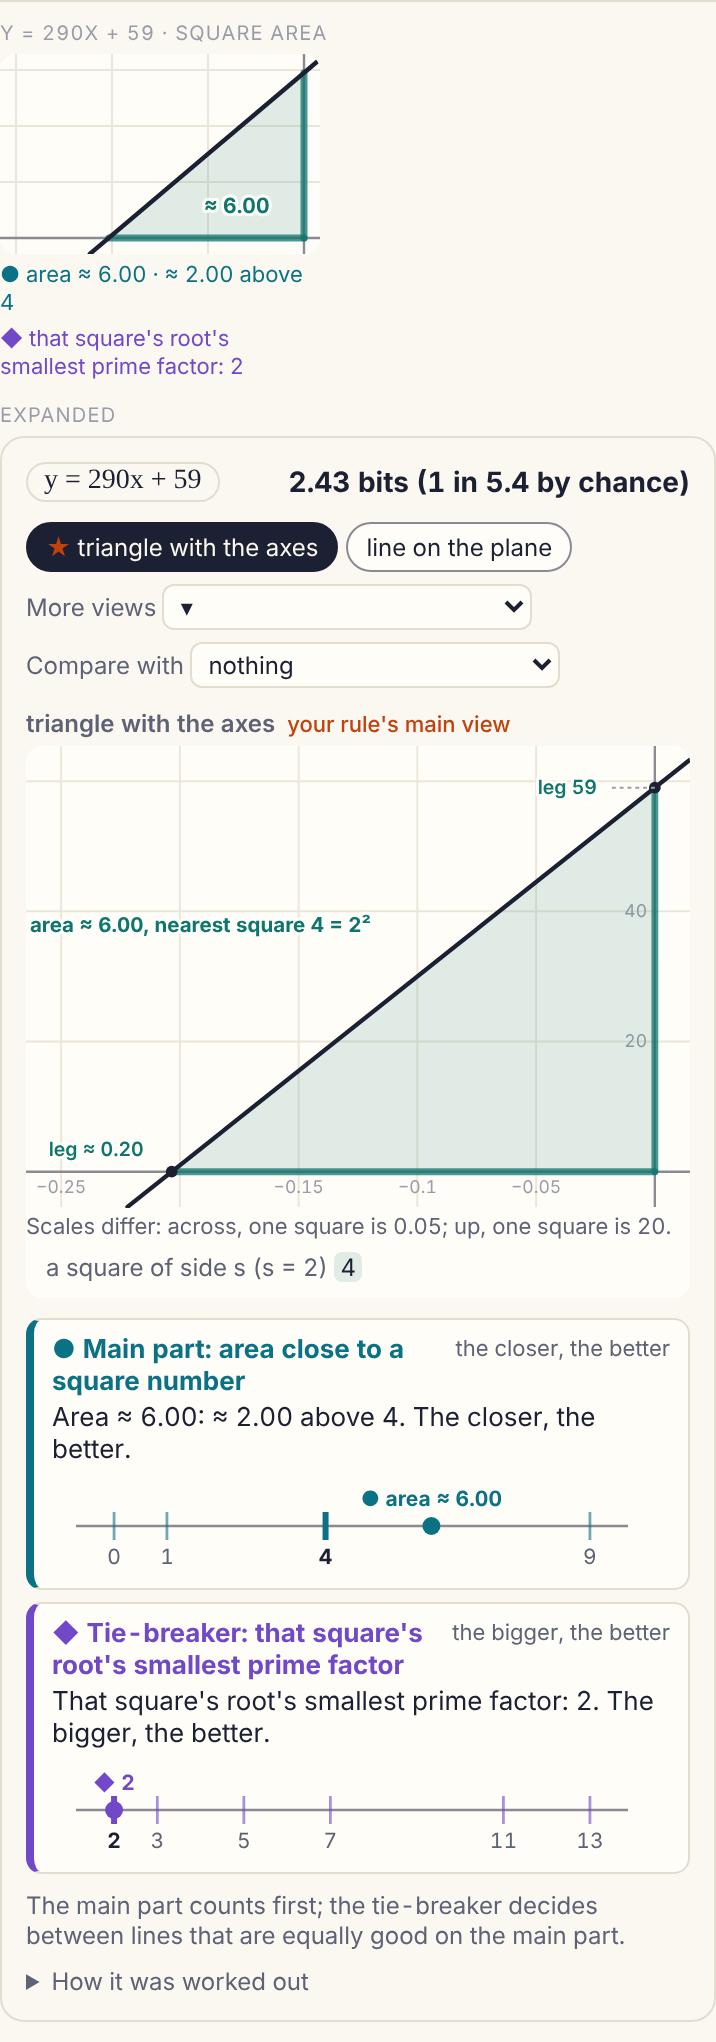 Y = 290X + 59 · SQUARE AREA
≈ 6.00
● area ≈ 6.00 · ≈ 2.00 above
4
◆ that square's root's
smallest prime factor: 2
EXPANDED
y = 290x + 59
2.43 bits (1 in 5.4 by chance)
★ triangle with the axes
line on the plane
More views ▾
Compare with nothing
triangle with the axes your rule's main view
leg 59
40
area ≈ 6.00, nearest square 4 = 2²
20
leg ≈ 0.20
−0.25 −0.15 −0.1 −0.05
Scales differ: across, one square is 0.05; up, one square is 20.
a square of side s (s = 2) 4
● Main part: area close to a
square number
the closer, the better
Area ≈ 6.00: ≈ 2.00 above 4. The closer, the
better.
● area ≈ 6.00
0 1 4 9
◆ Tie-breaker: that square's
root's smallest prime factor
the bigger, the better
That square's root's smallest prime factor: 2. The
bigger, the better.
◆ 2
2 3 5 7 11 13
The main part counts first; the tie-breaker decides
between lines that are equally good on the main part.
▶ How it was worked out